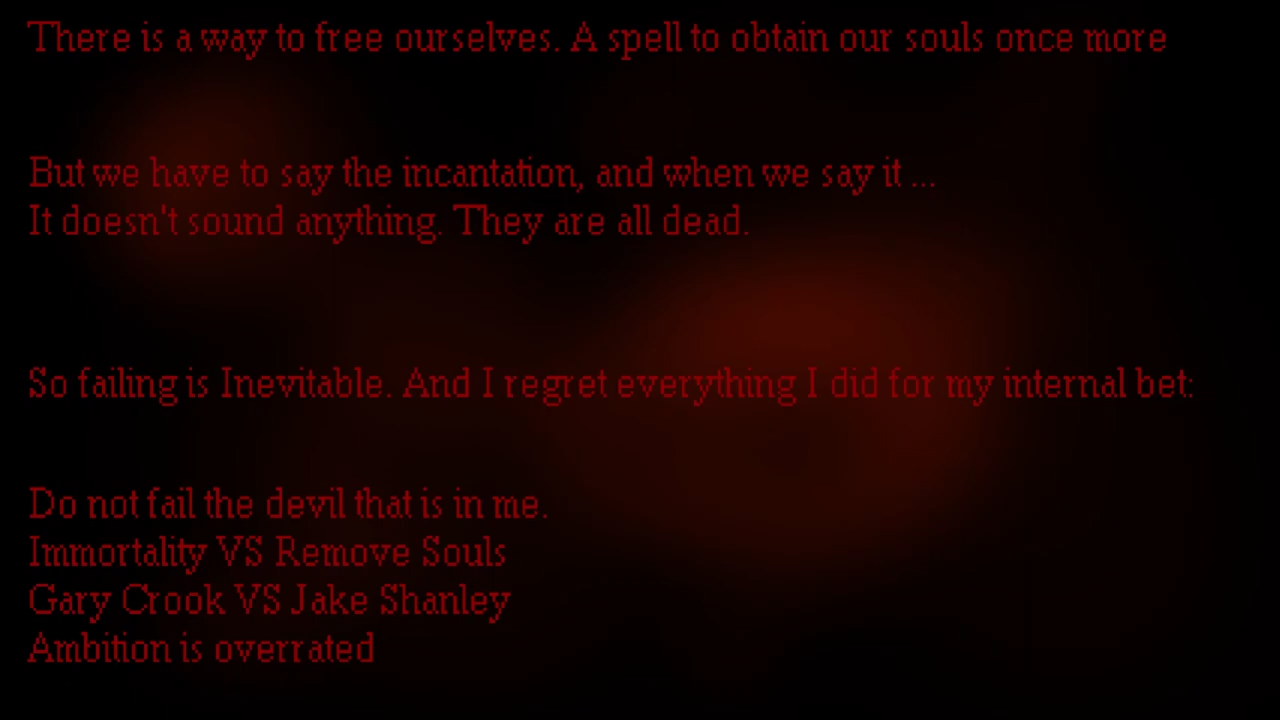 There is a way to free ourselves. A spell to obtain our souls once more
But we have to say the incantation, and when we say it ...
It doesn't sound anything. They are all dead.
So failing is Inevitable. And I regret everything I did for my internal bet:
Do not fail the devil that is in me.
Immortality VS Remove Souls
Gary Crook VS Jake Shanley
Ambition is overrated